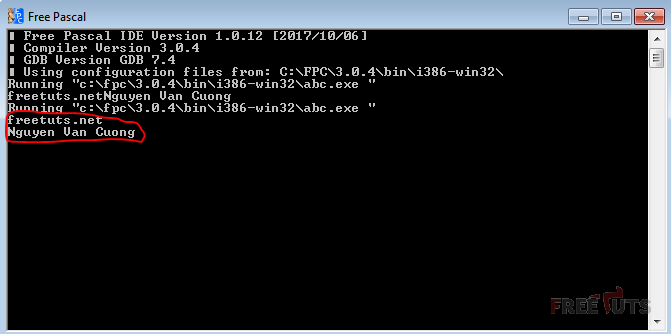 Free Pascal
Free Pascal IDE Version 1.0.12 [2017/10/06]
Compiler Version 3.0.4
GDB Version GDB 7.4
Using configuration files from: C:\FPC\3.0.4\bin\i386-win32\
Running "c:\fpc\3.0.4\bin\i386-win32\abc.exe "
freetuts.netNguyen Van Cuong
Running "c:\fpc\3.0.4\bin\i386-win32\abc.exe "
freetuts.net
Nguyen Van Cuong
FREETUTS